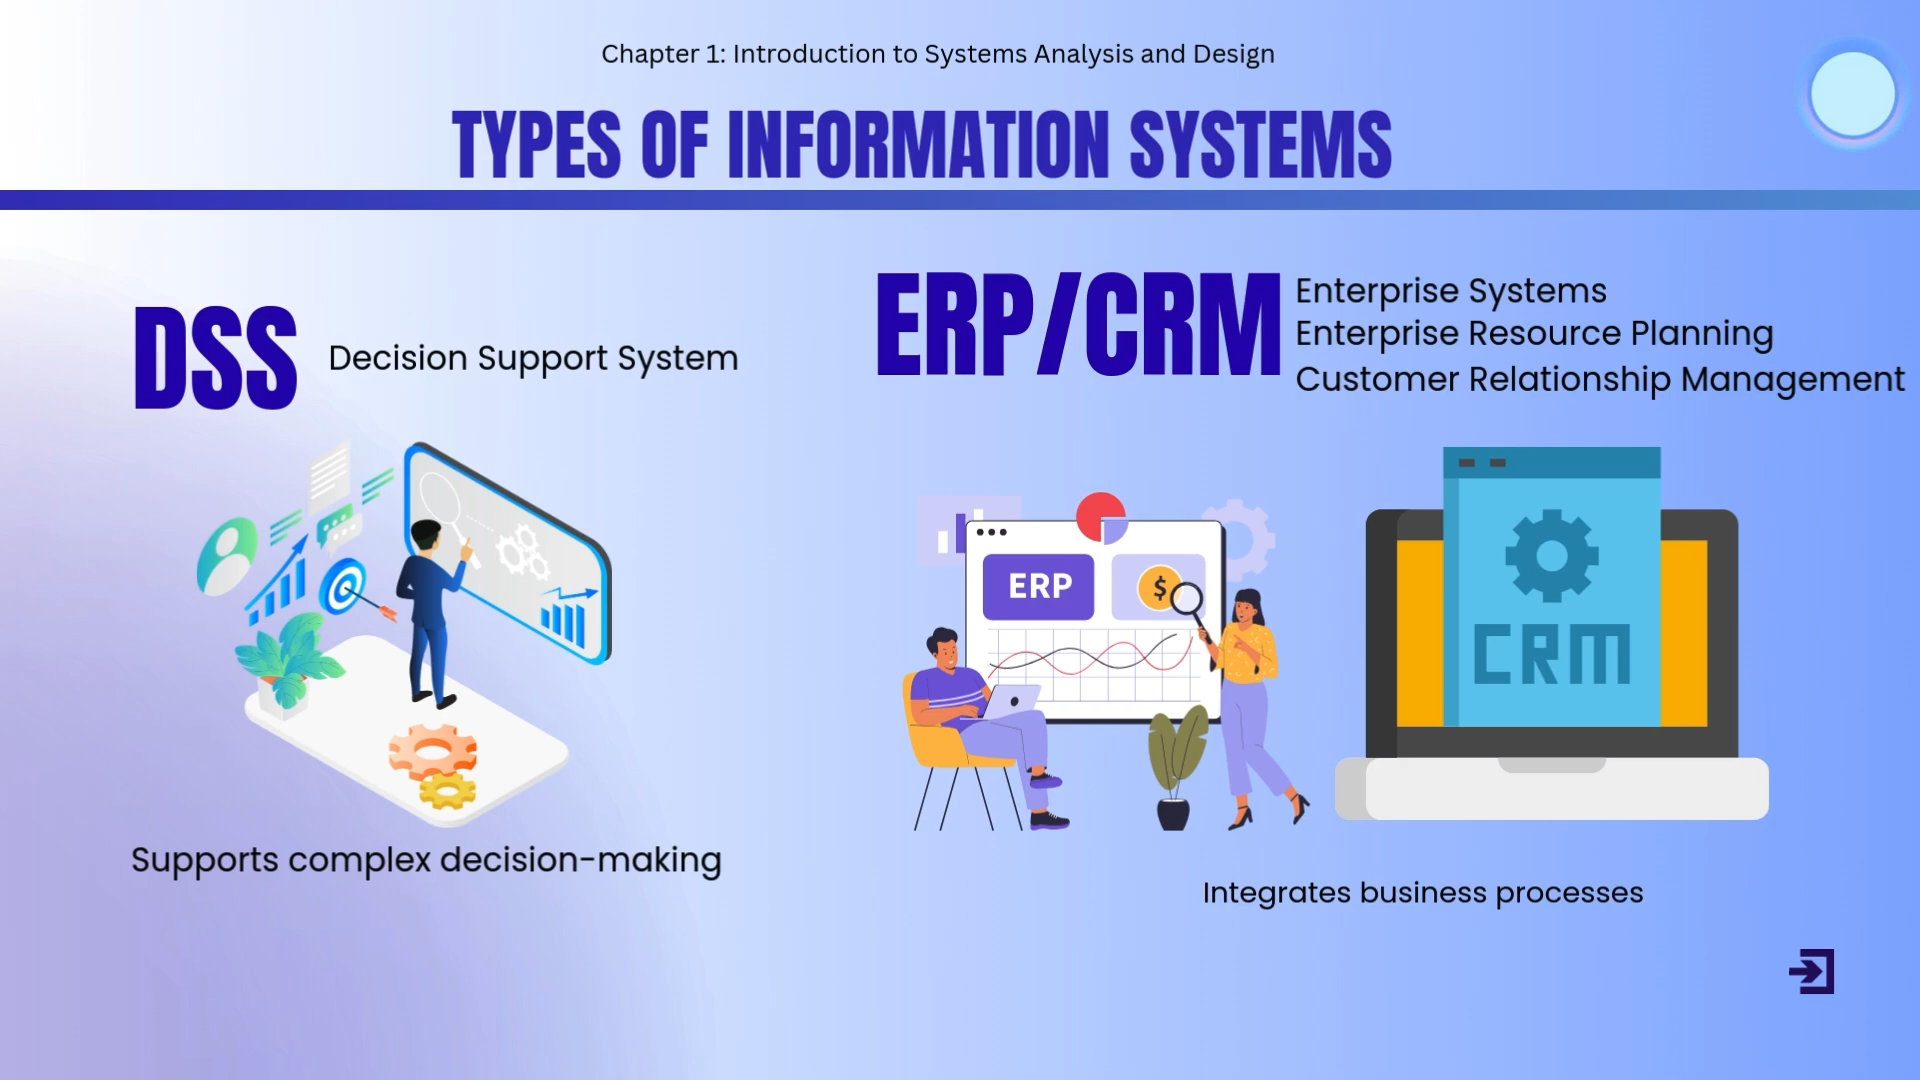 Chapter 1: Introduction to Systems Analysis and Design
TYPES OF INFORMATION SYSTEMS
DSS
Decision Support System
ERP/CRM
Enterprise Systems
Enterprise Resource Planning
Customer Relationship Management
ERP
$
CRM
Supports complex decision-making
Integrates business processes